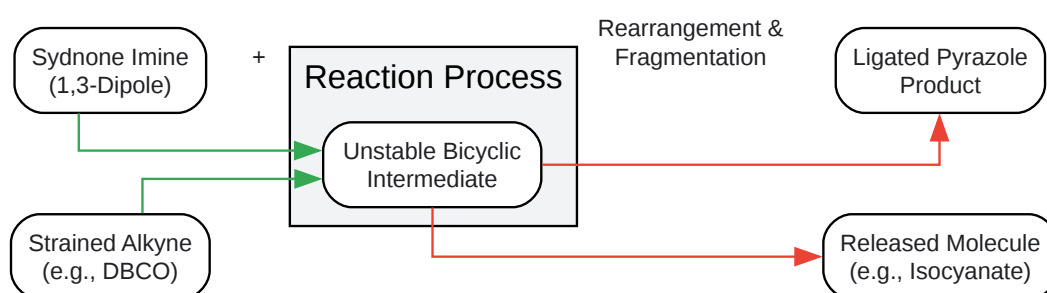 Sydnone Imine
(1,3-Dipole)
+
Reaction Process
Rearrangement &
Fragmentation
Ligated Pyrazole
Product
Unstable Bicyclic
Intermediate
Strained Alkyne
(e.g., DBCO)
Released Molecule
(e.g., Isocyanate)